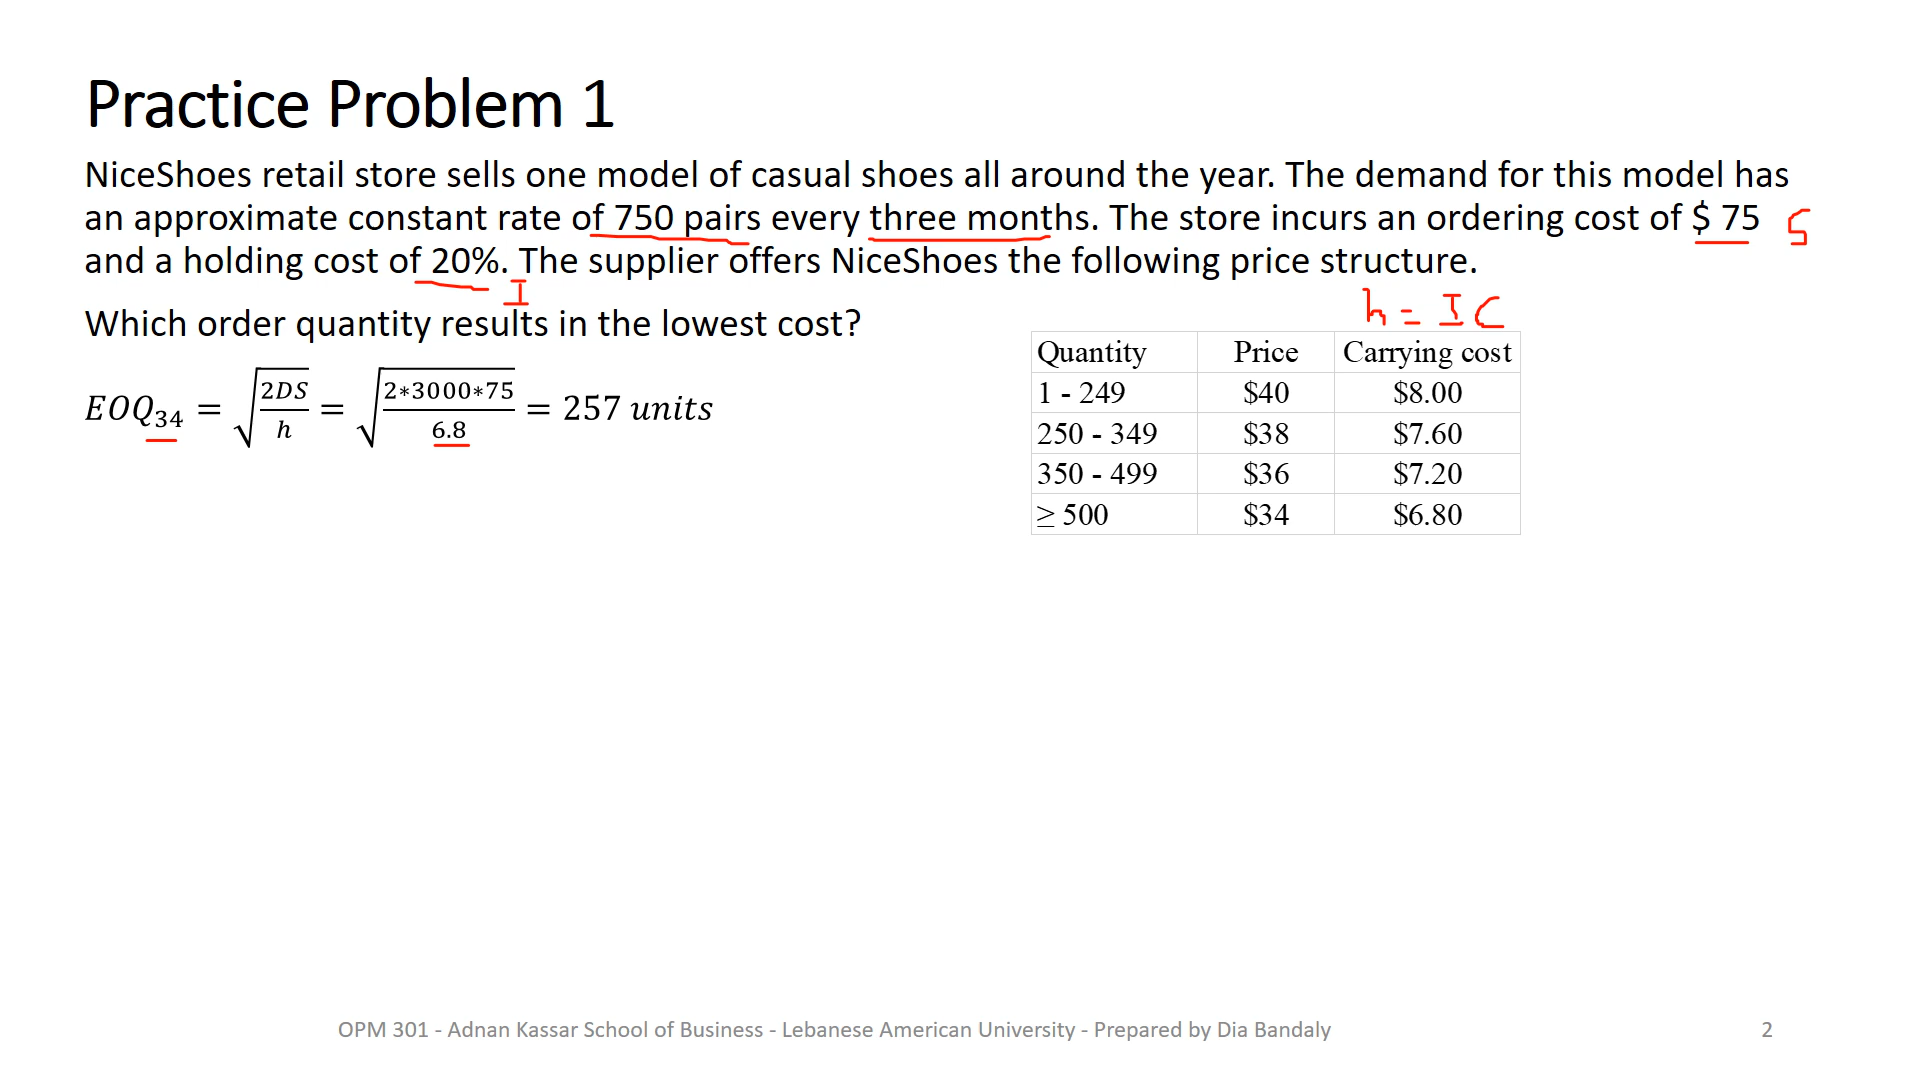 Practice Problem 1
NiceShoes retail store sells one model of casual shoes all around the year. The demand for this model has
an approximate constant rate of 750 pairs every three months. The store incurs an ordering cost of $ 75 S
and a holding cost of 20%. The supplier offers NiceShoes the following price structure.
I
Which order quantity results in the lowest cost?
h = I C
Quantity Price Carrying cost
1 - 249 $40 $8.00
250 - 349 $38 $7.60
350 - 499 $36 $7.20
≥ 500 $34 $6.80
EOQ₃₄ = √(2DS/h) = √(2*3000*75/6.8) = 257 units
OPM 301 - Adnan Kassar School of Business - Lebanese American University - Prepared by Dia Bandaly
2